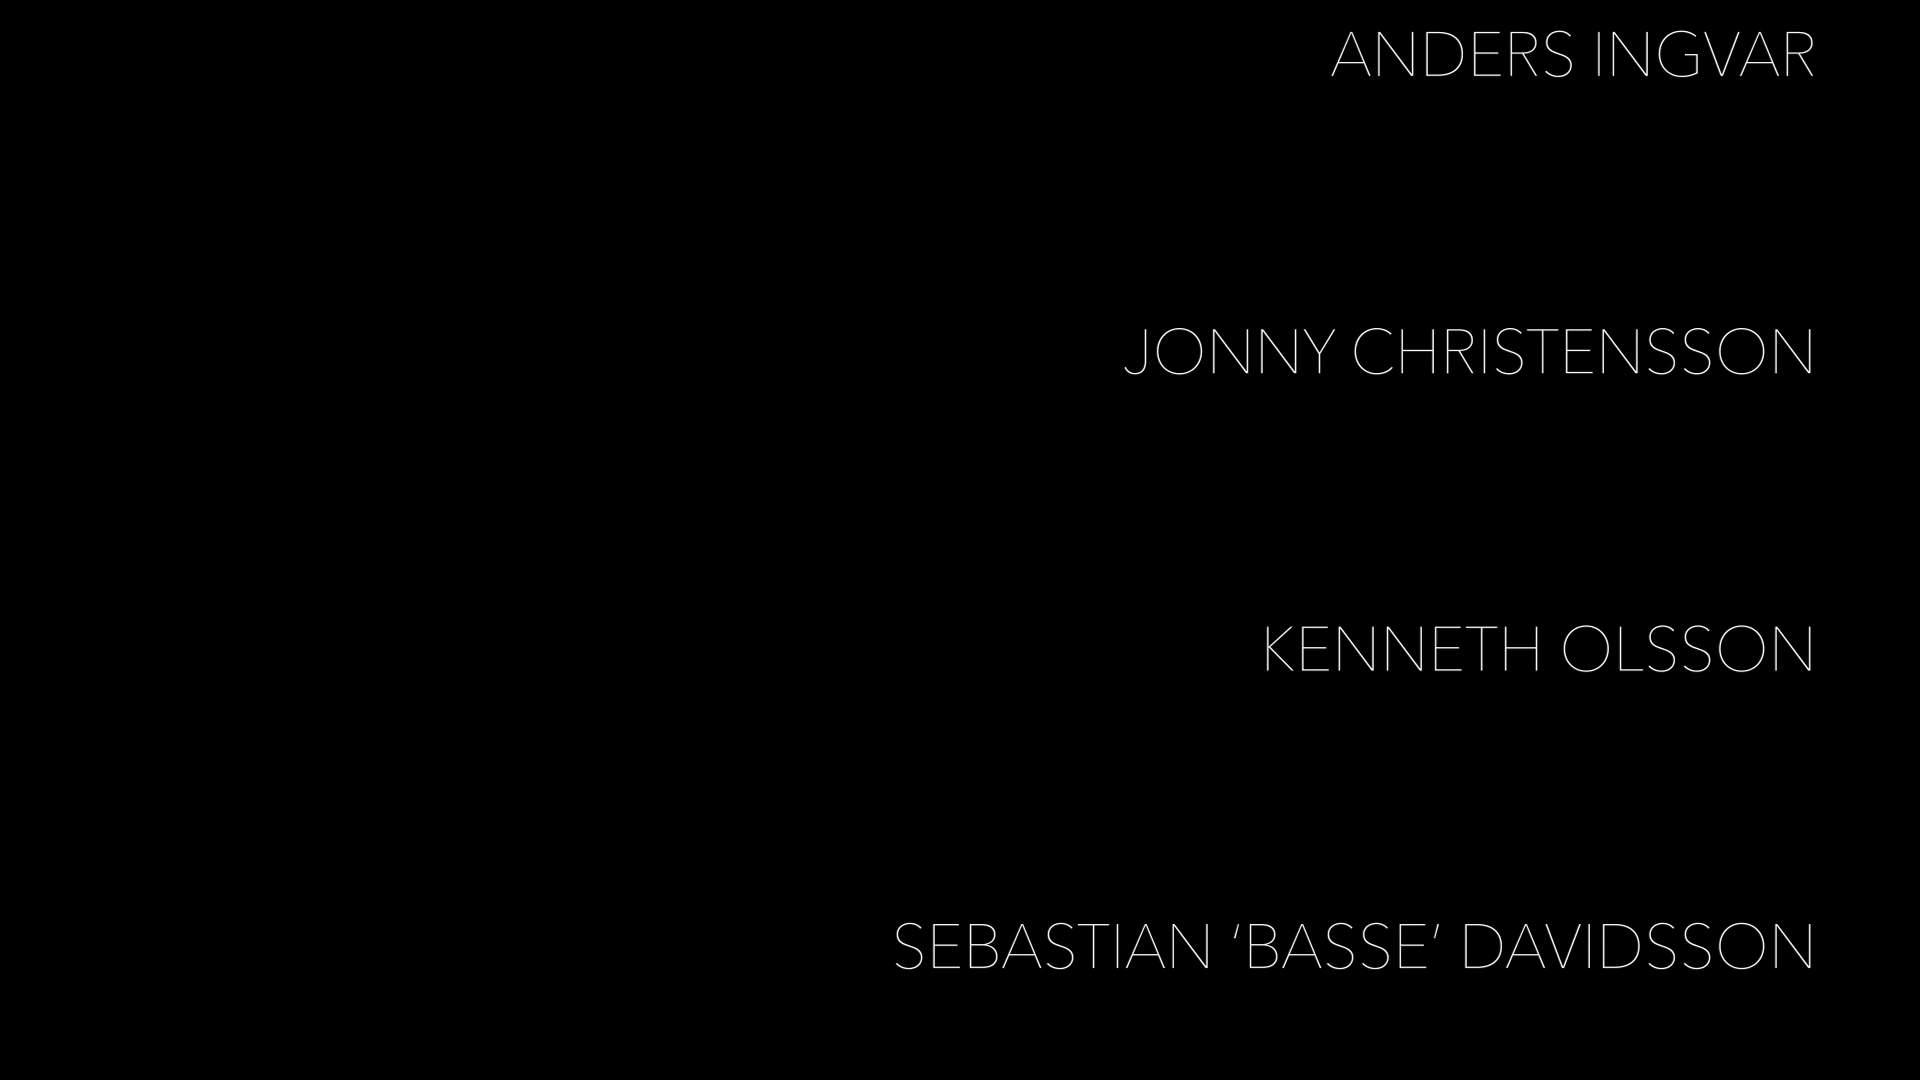 ANDERS INGVAR
JONNY CHRISTENSSON
KENNETH OLSSON
SEBASTIAN ‘BASSE’ DAVIDSSON